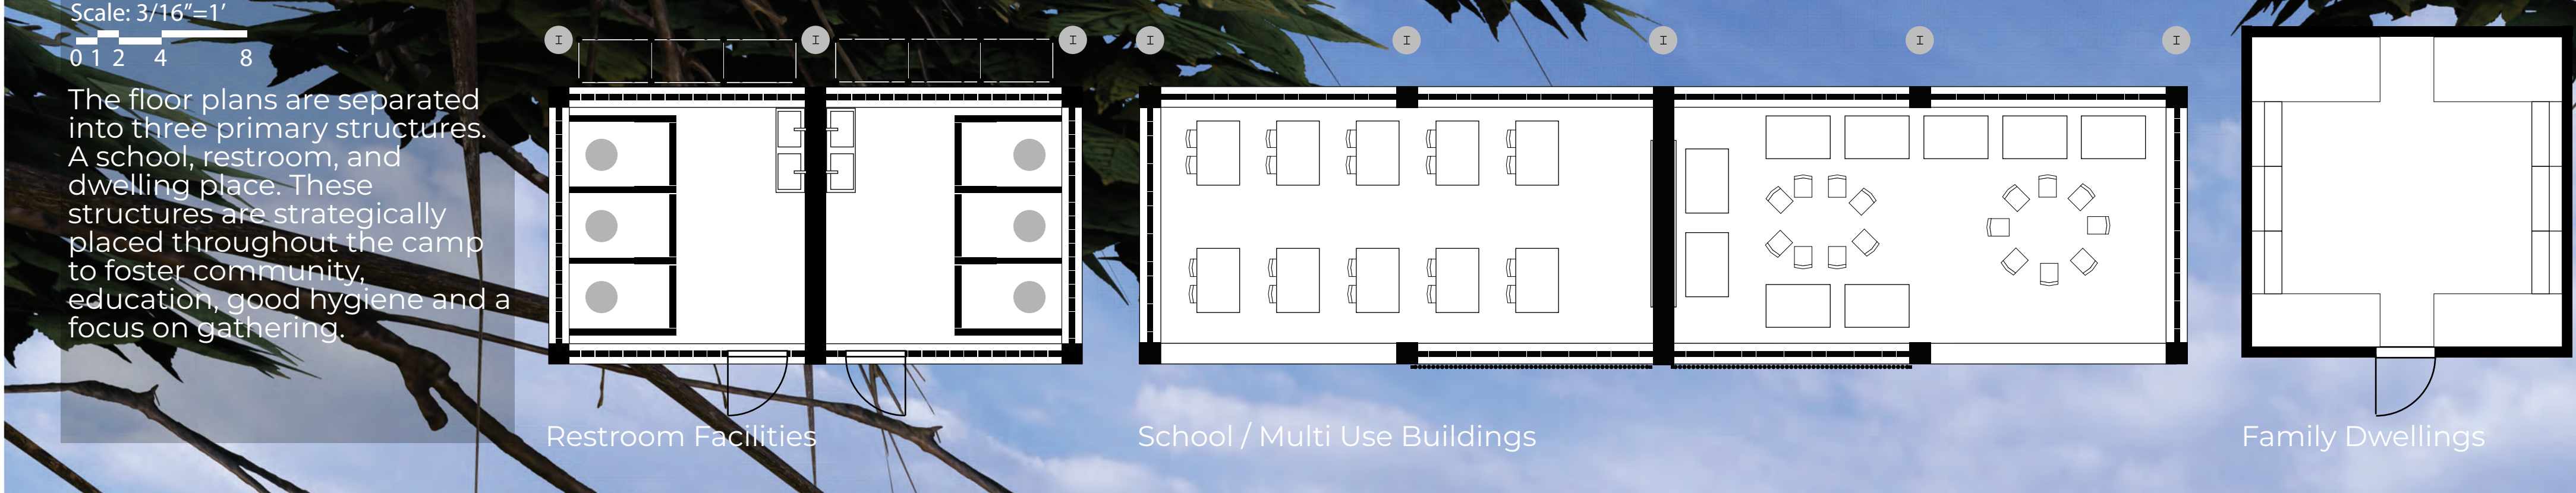 Scale: 3/16"=1'
0 1 2 4 8
The floor plans are separated
into three primary structures.
A school, restroom, and
dwelling place. These
structures are strategically
placed throughout the camp
to foster community,
education, good hygiene and a
focus on gathering.
I I I I I I I I
Restroom Facilities
School / Multi Use Buildings
Family Dwellings